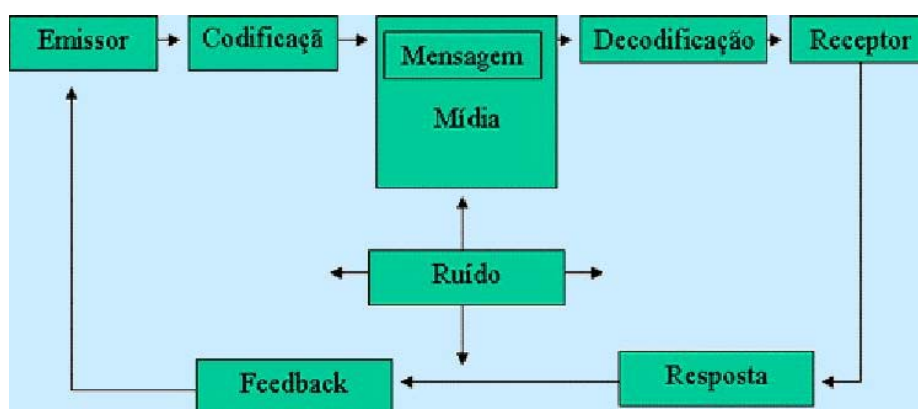 Emissor
Codificaçã
Mensagem
Mídia
Decodificação
Receptor
Ruído
Feedback
Resposta